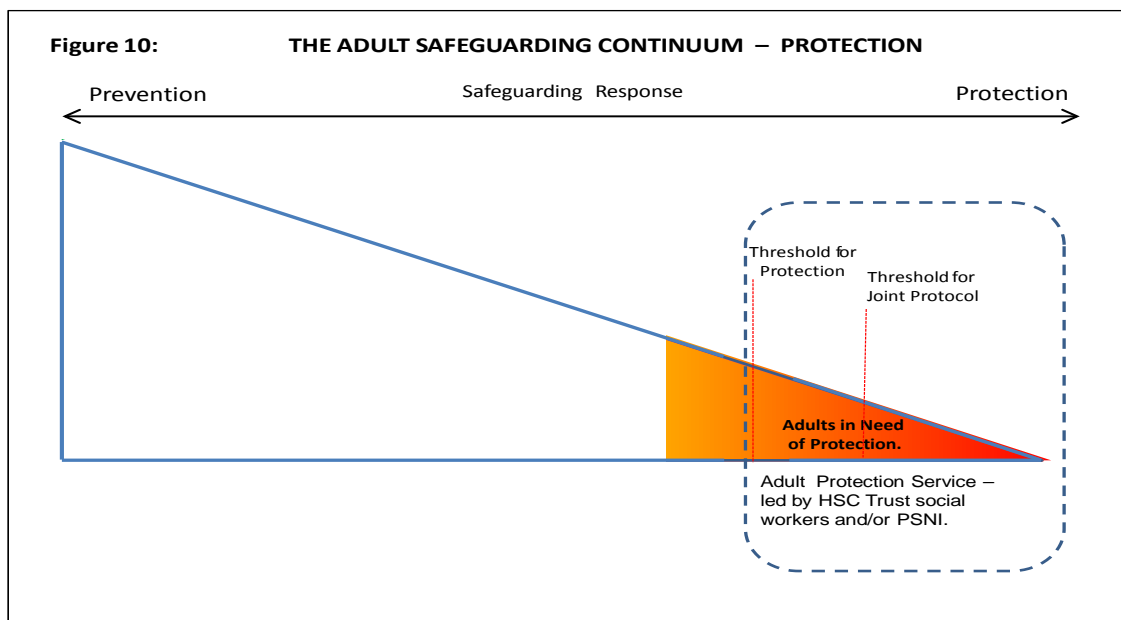 Figure 10: THE ADULT SAFEGUARDING CONTINUUM – PROTECTION
Prevention Safeguarding Response Protection
Threshold for
Protection
Threshold for
Joint Protocol
Adults in Need
of Protection.
Adult Protection Service –
led by HSC Trust social
workers and/or PSNI.